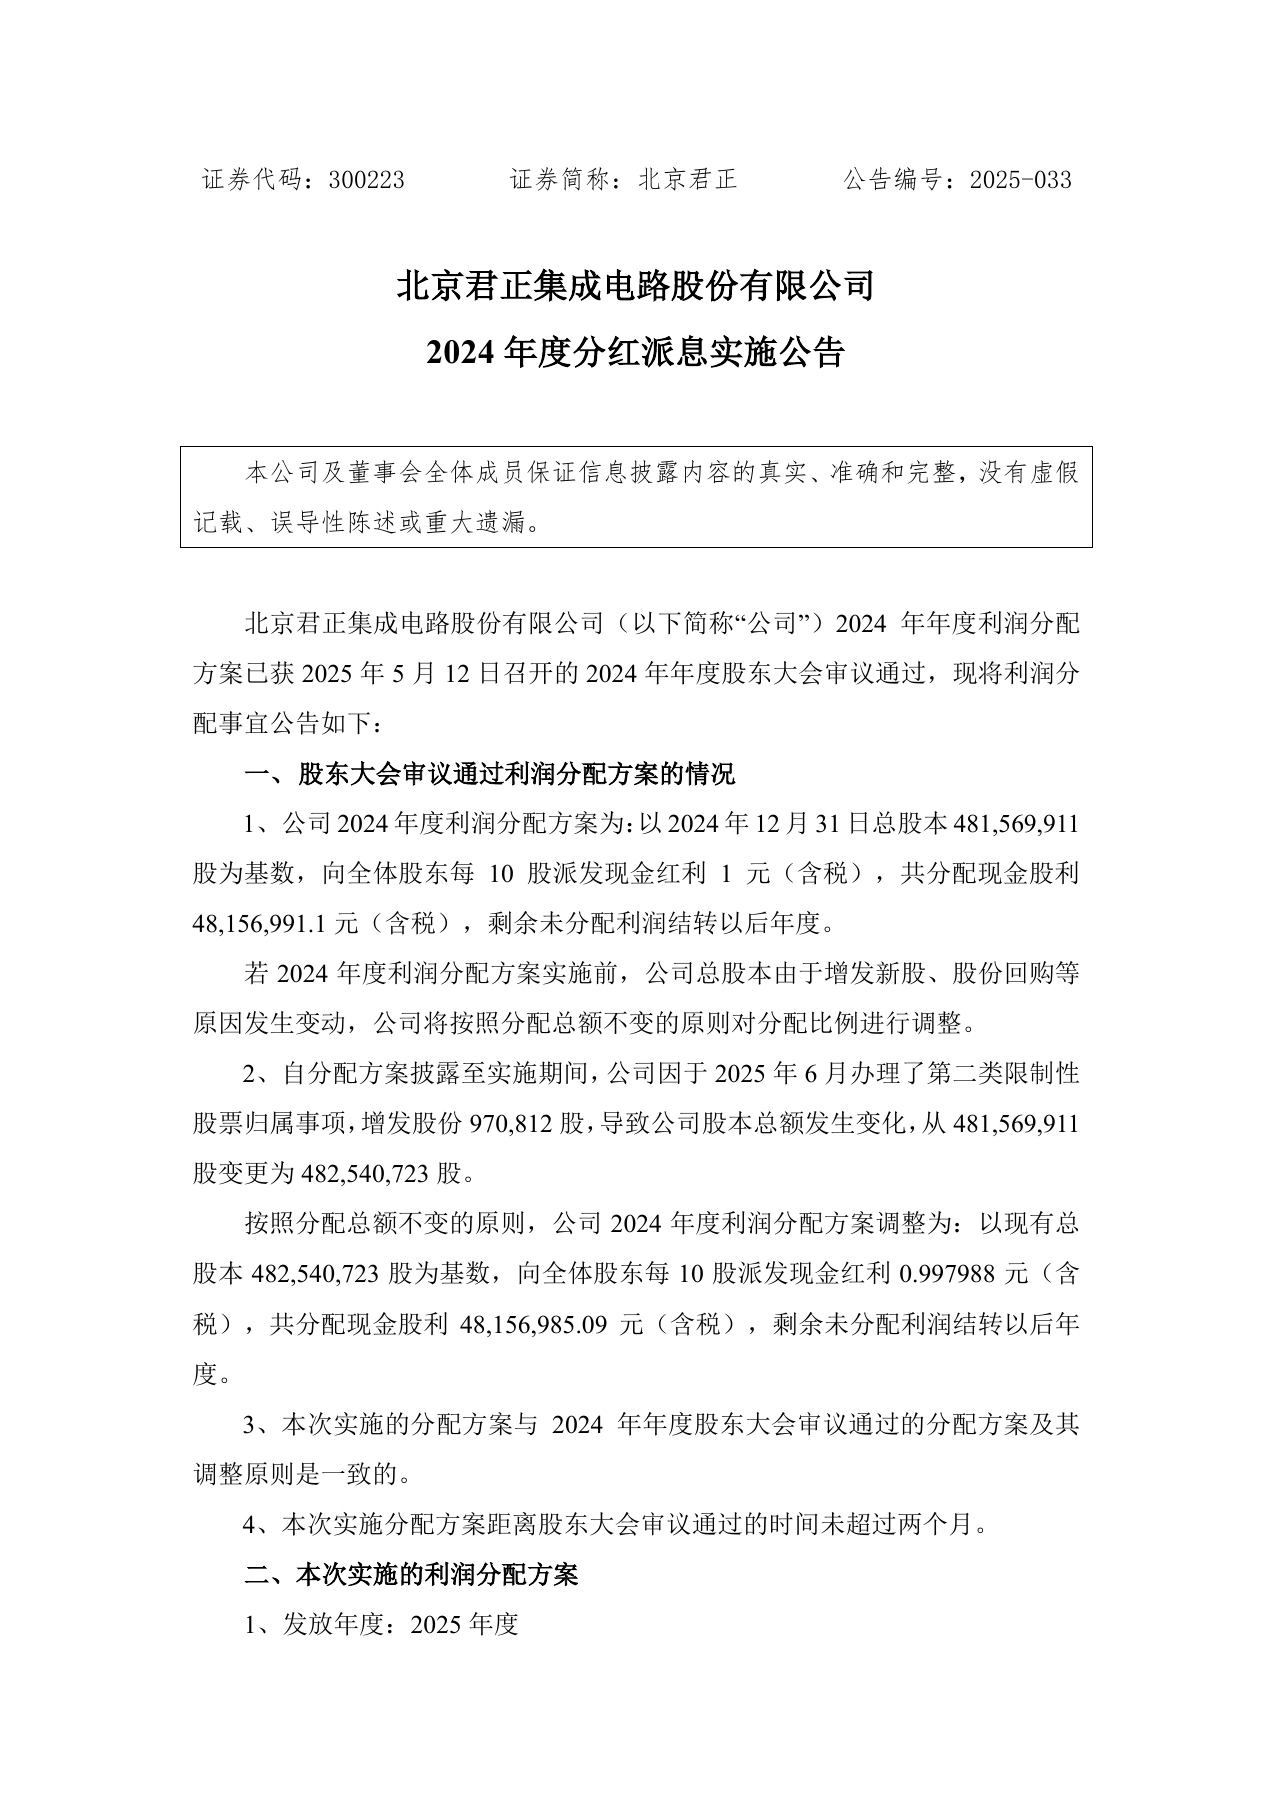 证券代码：300223 证券简称：北京君正 公告编号：2025-033
北京君正集成电路股份有限公司
2024 年度分红派息实施公告
本公司及董事会全体成员保证信息披露内容的真实、准确和完整，没有虚假
记载、误导性陈述或重大遗漏。
北京君正集成电路股份有限公司（以下简称“公司”）2024 年年度利润分配
方案已获 2025 年 5 月 12 日召开的 2024 年年度股东大会审议通过，现将利润分
配事宜公告如下：
一、股东大会审议通过利润分配方案的情况
1、公司 2024 年度利润分配方案为：以 2024 年 12 月 31 日总股本 481,569,911
股为基数，向全体股东每 10 股派发现金红利 1 元（含税），共分配现金股利
48,156,991.1 元（含税），剩余未分配利润结转以后年度。
若 2024 年度利润分配方案实施前，公司总股本由于增发新股、股份回购等
原因发生变动，公司将按照分配总额不变的原则对分配比例进行调整。
2、自分配方案披露至实施期间，公司因于 2025 年 6 月办理了第二类限制性
股票归属事项，增发股份 970,812 股，导致公司股本总额发生变化，从 481,569,911
股变更为 482,540,723 股。
按照分配总额不变的原则，公司 2024 年度利润分配方案调整为：以现有总
股本 482,540,723 股为基数，向全体股东每 10 股派发现金红利 0.997988 元（含
税），共分配现金股利 48,156,985.09 元（含税），剩余未分配利润结转以后年
度。
3、本次实施的分配方案与 2024 年年度股东大会审议通过的分配方案及其
调整原则是一致的。
4、本次实施分配方案距离股东大会审议通过的时间未超过两个月。
二、本次实施的利润分配方案
1、发放年度：2025 年度